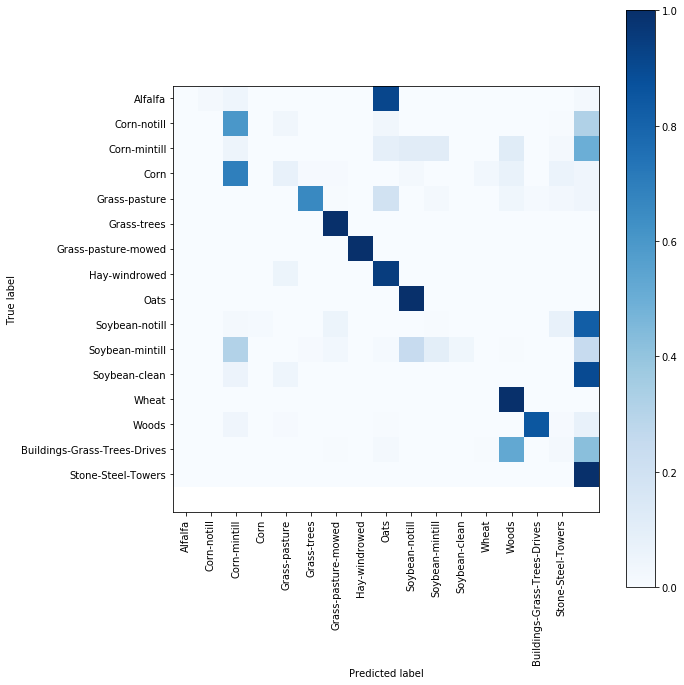 1.0
0.8
0.6
0.4
0.2
0.0
True label
Alfalfa
Corn-notill
Corn-mintill
Corn
Grass-pasture
Grass-trees
Grass-pasture-mowed
Hay-windrowed
Oats
Soybean-notill
Soybean-mintill
Soybean-clean
Wheat
Woods
Buildings-Grass-Trees-Drives
Stone-Steel-Towers
Alfalfa
Corn-notill
Corn-mintill
Corn
Grass-pasture
Grass-trees
Grass-pasture-mowed
Hay-windrowed
Oats
Soybean-notill
Soybean-mintill
Soybean-clean
Wheat
Woods
Buildings-Grass-Trees-Drives
Stone-Steel-Towers
Predicted label